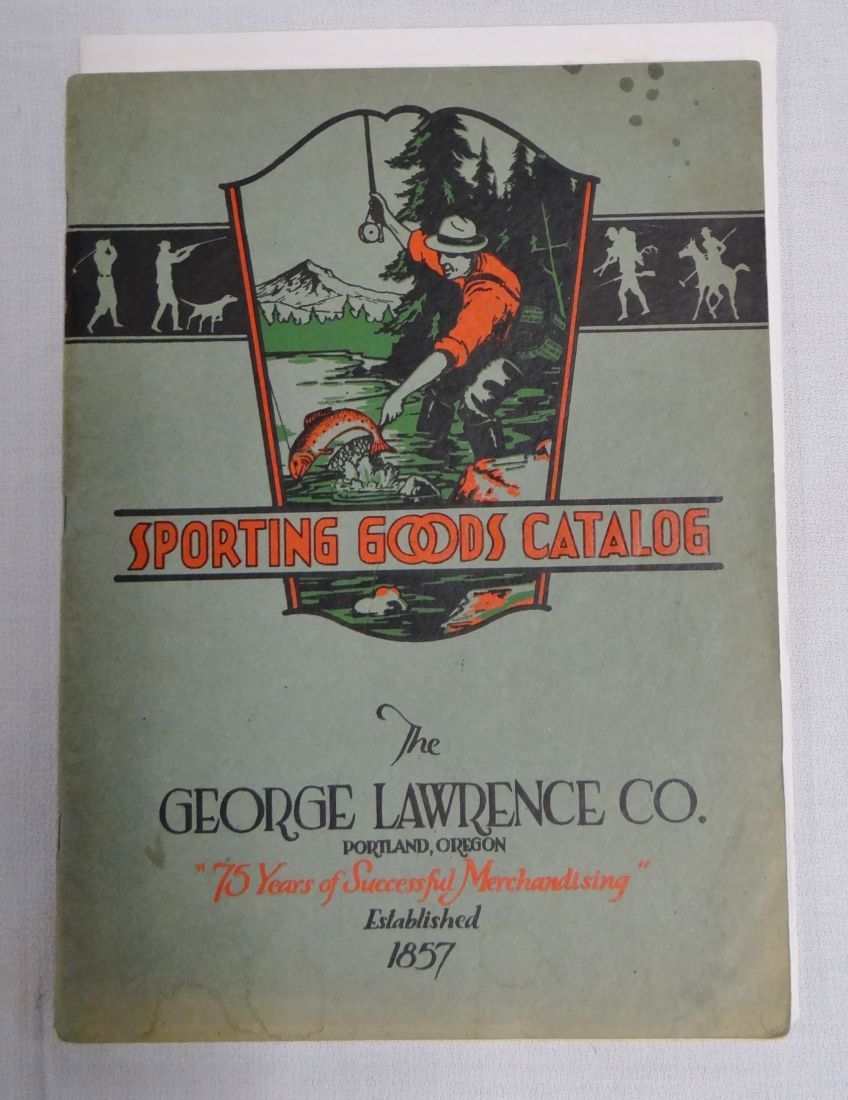 SPORTING GOODS CATALOG
The
GEORGE LAWRENCE CO.
PORTLAND, OREGON
"75 Years of Successful Merchandising"
Established
1857